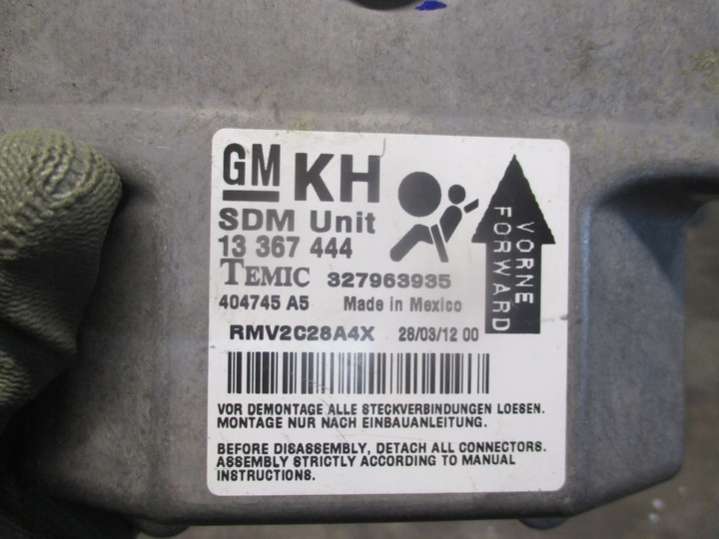 GM KH
SDM Unit
13 367 444
TEMIC 327963935
404745 A5 Made in Mexico
RMV2C28A4X 28/03/12 00
VORNE
FORWARD
VOR DEMONTAGE ALLE STECKVERBINDUNGEN LOESEN.
MONTAGE NUR NACH EINBAUANLEITUNG.
BEFORE DISASSEMBLY, DETACH ALL CONNECTORS.
ASSEMBLY STRICTLY ACCORDING TO MANUAL
INSTRUCTIONS.